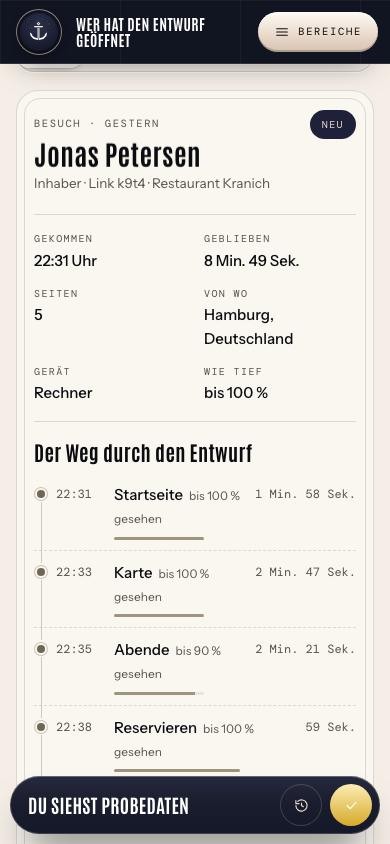 WER HAT DEN ENTWURF
GEÖFFNET
BEREICHE
BESUCH · GESTERN
NEU
Jonas Petersen
Inhaber · Link k9t4 · Restaurant Kranich
GEKOMMEN
GEBLIEBEN
22:31 Uhr
8 Min. 49 Sek.
SEITEN
VON WO
5
Hamburg,
Deutschland
GERÄT
WIE TIEF
Rechner
bis 100 %
Der Weg durch den Entwurf
22:31 Startseite bis 100 % 1 Min. 58 Sek.
gesehen
22:33 Karte bis 100 % 2 Min. 47 Sek.
gesehen
22:35 Abende bis 90 % 2 Min. 21 Sek.
gesehen
22:38 Reservieren bis 100 % 59 Sek.
gesehen
DU SIEHST PROBEDATEN